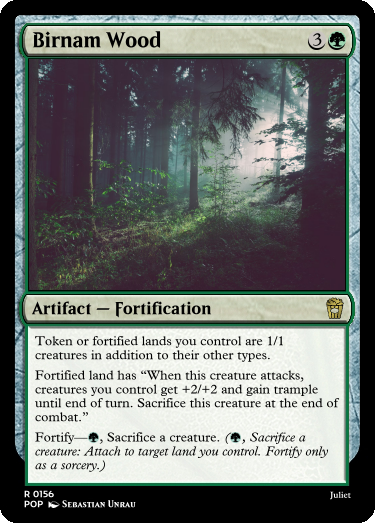 Birnam Wood 3
Artifact — Fortification
Token or fortified lands you control are 1/1
creatures in addition to their other types.
Fortified land has “When this creature attacks,
creatures you control get +2/+2 and gain trample
until end of turn. Sacrifice this creature at the end of
combat.”
Fortify—, Sacrifice a creature. (, Sacrifice a
creature: Attach to target land you control. Fortify only
as a sorcery.)
R 0156
POP Sebastian Unrau
Juliet